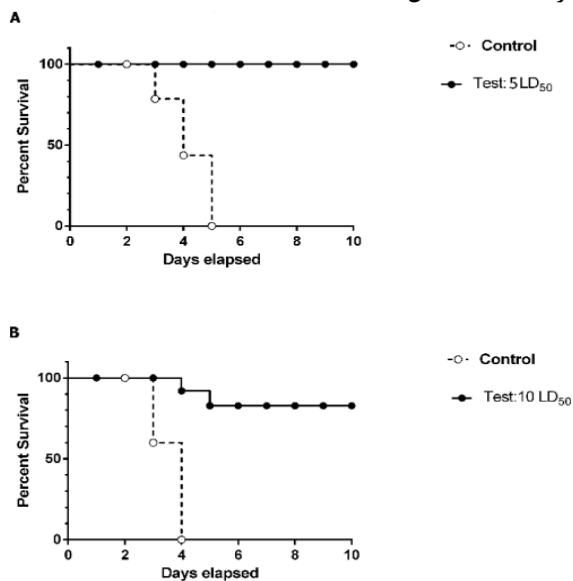 A
Percent Survival
100
50
0
0 2 4 6 8 10
Days elapsed
Control
Test: 5 LD50
B
Percent Survival
100
50
0
0 2 4 6 8 10
Days elapsed
Control
Test:10 LD50